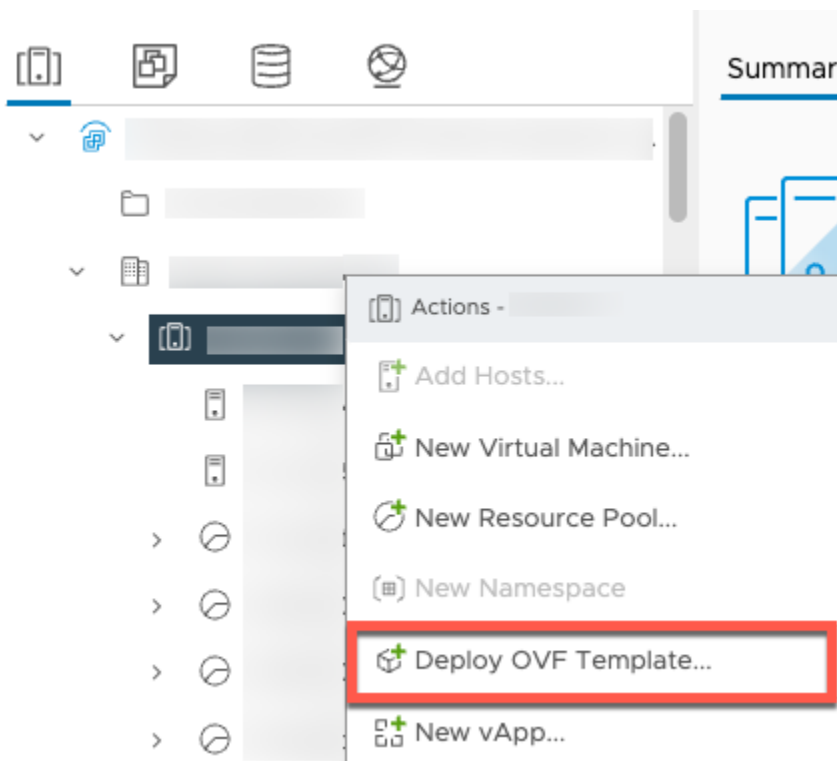 Summar
Actions -
Add Hosts...
New Virtual Machine...
New Resource Pool...
New Namespace
Deploy OVF Template...
New vApp...